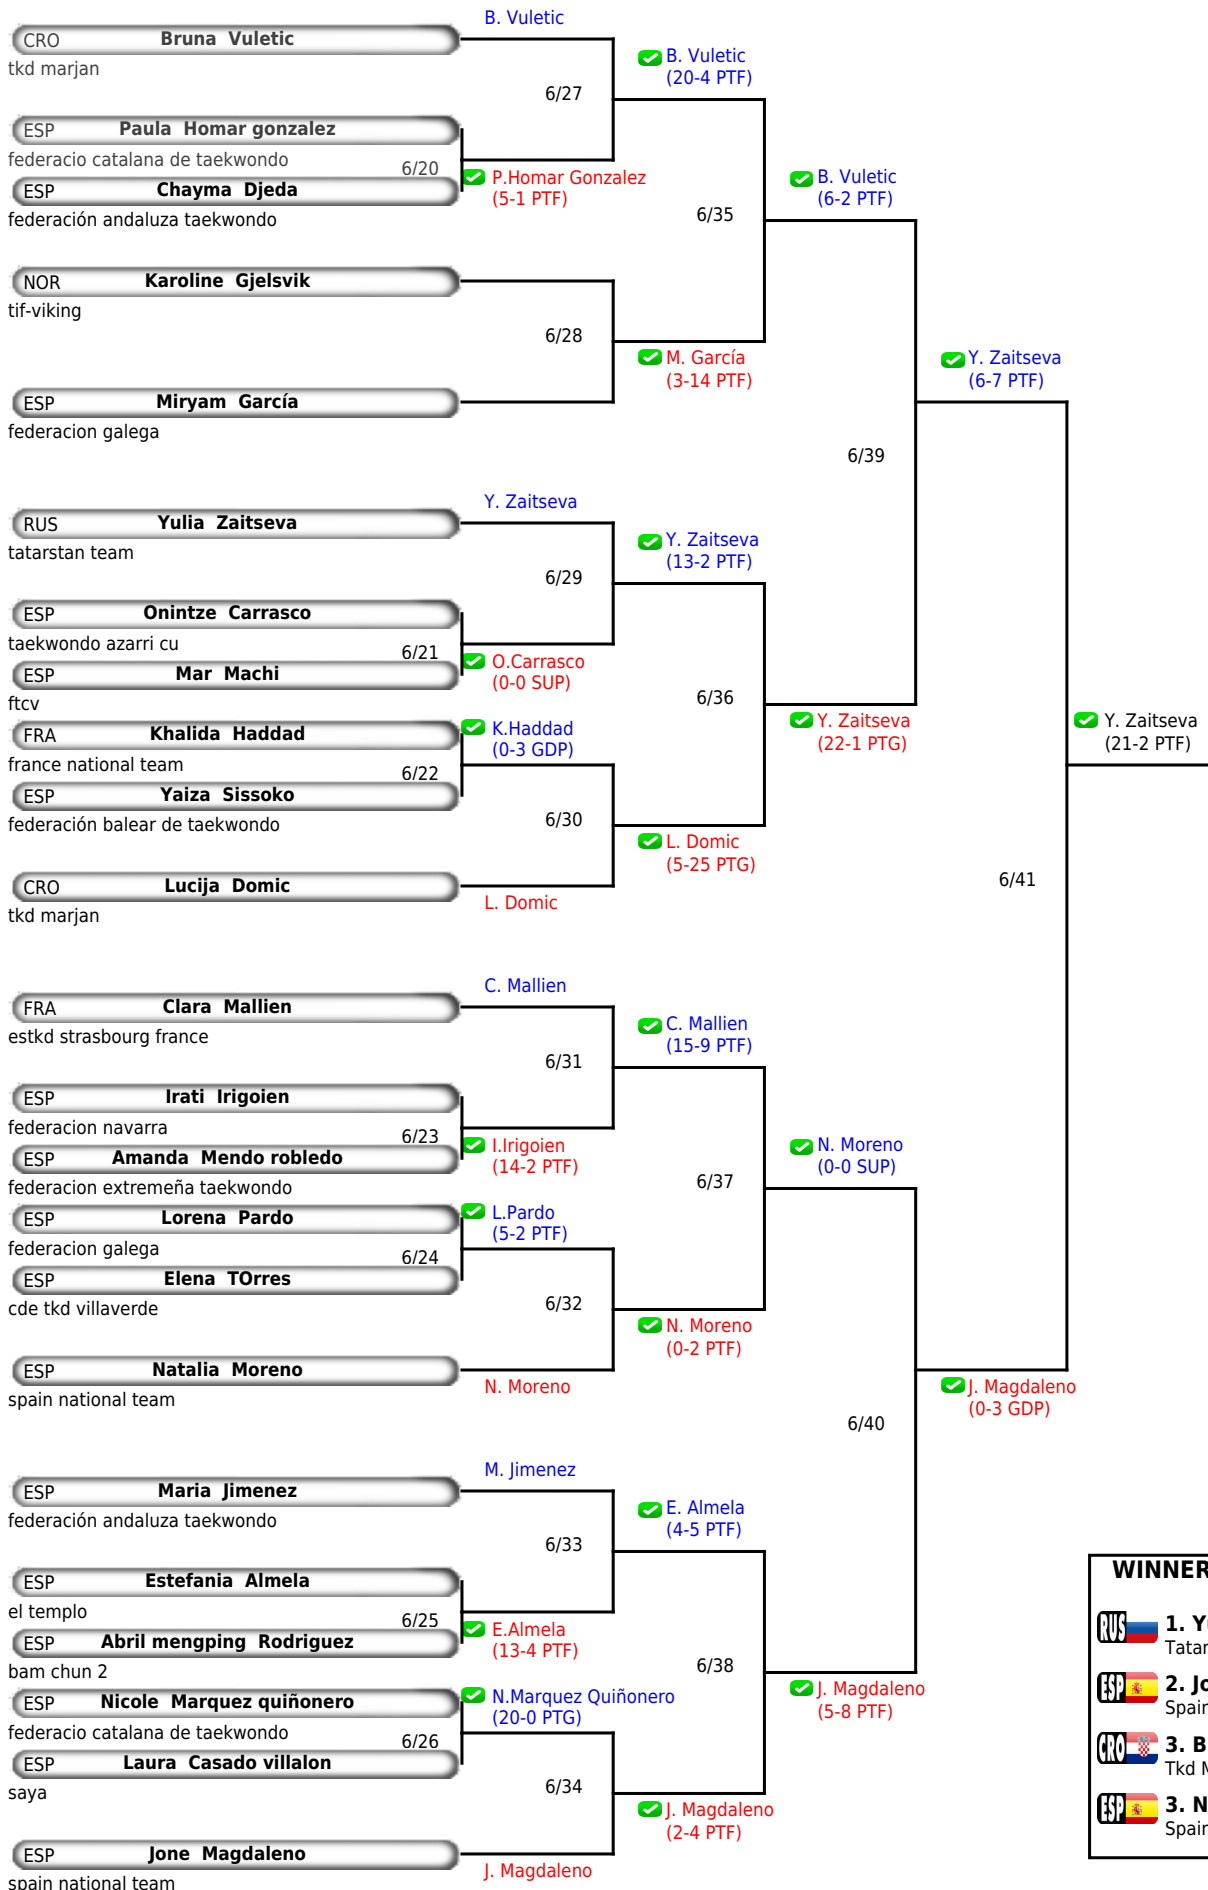 B. Vuletic
CRO Bruna Vuletic
tkd marjan
B. Vuletic
(20-4 PTF)
6/27
ESP Paula Homar gonzalez
federacio catalana de taekwondo
6/20
P.Homar Gonzalez
(5-1 PTF)
ESP Chayma Djeda
federación andaluza taekwondo
B. Vuletic
(6-2 PTF)
6/35
NOR Karoline Gjelsvik
tif-viking
6/28
M. García
(3-14 PTF)
ESP Miryam García
federacion galega
Y. Zaitseva
(6-7 PTF)
6/39
Y. Zaitseva
RUS Yulia Zaitseva
tatarstan team
Y. Zaitseva
(13-2 PTF)
6/29
ESP Onintze Carrasco
taekwondo azarri cu
6/21
O.Carrasco
(0-0 SUP)
ESP Mar Machi
ftcv
6/36
K.Haddad
(0-3 GDP)
FRA Khalida Haddad
france national team
6/22
Y. Zaitseva
(22-1 PTG)
Y. Zaitseva
(21-2 PTF)
ESP Yaiza Sissoko
federación balear de taekwondo
6/30
L. Domic
(5-25 PTG)
CRO Lucija Domic
tkd marjan
L. Domic
6/41
C. Mallien
FRA Clara Mallien
estkd strasbourg france
C. Mallien
(15-9 PTF)
6/31
ESP Irati Irigoien
federacion navarra
6/23
I.Irigoien
(14-2 PTF)
ESP Amanda Mendo robledo
federacion extremeña taekwondo
N. Moreno
(0-0 SUP)
6/37
L.Pardo
(5-2 PTF)
ESP Lorena Pardo
federacion galega
6/24
ESP Elena TOrres
cde tkd villaverde
6/32
N. Moreno
(0-2 PTF)
ESP Natalia Moreno
spain national team
N. Moreno
J. Magdaleno
(0-3 GDP)
6/40
M. Jimenez
ESP Maria Jimenez
federación andaluza taekwondo
E. Almela
(4-5 PTF)
6/33
ESP Estefania Almela
el templo
6/25
E.Almela
(13-4 PTF)
ESP Abril mengping Rodriguez
bam chun 2
6/38
N.Marquez Quiñonero
(20-0 PTG)
ESP Nicole Marquez quiñonero
federacio catalana de taekwondo
6/26
J. Magdaleno
(5-8 PTF)
ESP Laura Casado villalon
saya
6/34
J. Magdaleno
(2-4 PTF)
ESP Jone Magdaleno
spain national team
J. Magdaleno
WINNER
RUS 1. Yu
Tatar
ESP 2. Jo
Spain
CRO 3. B
Tkd M
ESP 3. N
Spain